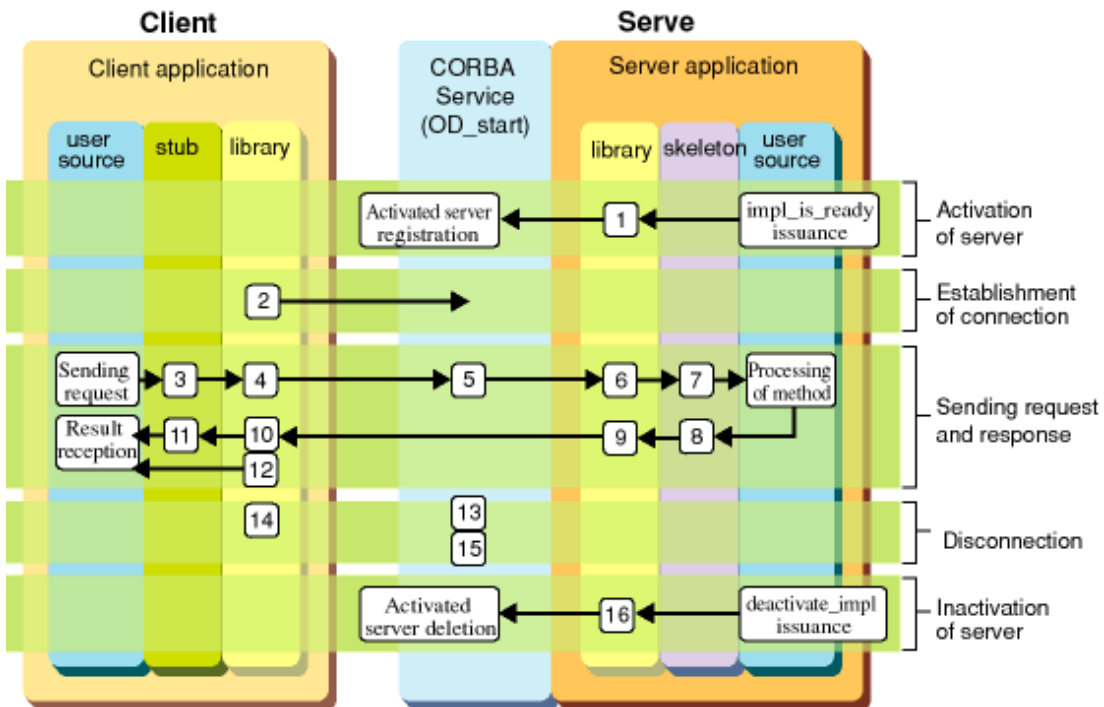 Client
Serve
Client application
CORBA
Service
(OD_start)
Server application
user
source
stub
library
library
skeleton
user
source
Activated server
registration
1
impl_is_ready
issuance
Activation
of server
2
Establishment
of connection
Sending
request
3
4
5
6
7
Processing
of method
Sending request
and response
Result
reception
11
10
9
8
12
14
13
15
Disconnection
Activated
server deletion
16
deactivate_impl
issuance
Inactivation
of server